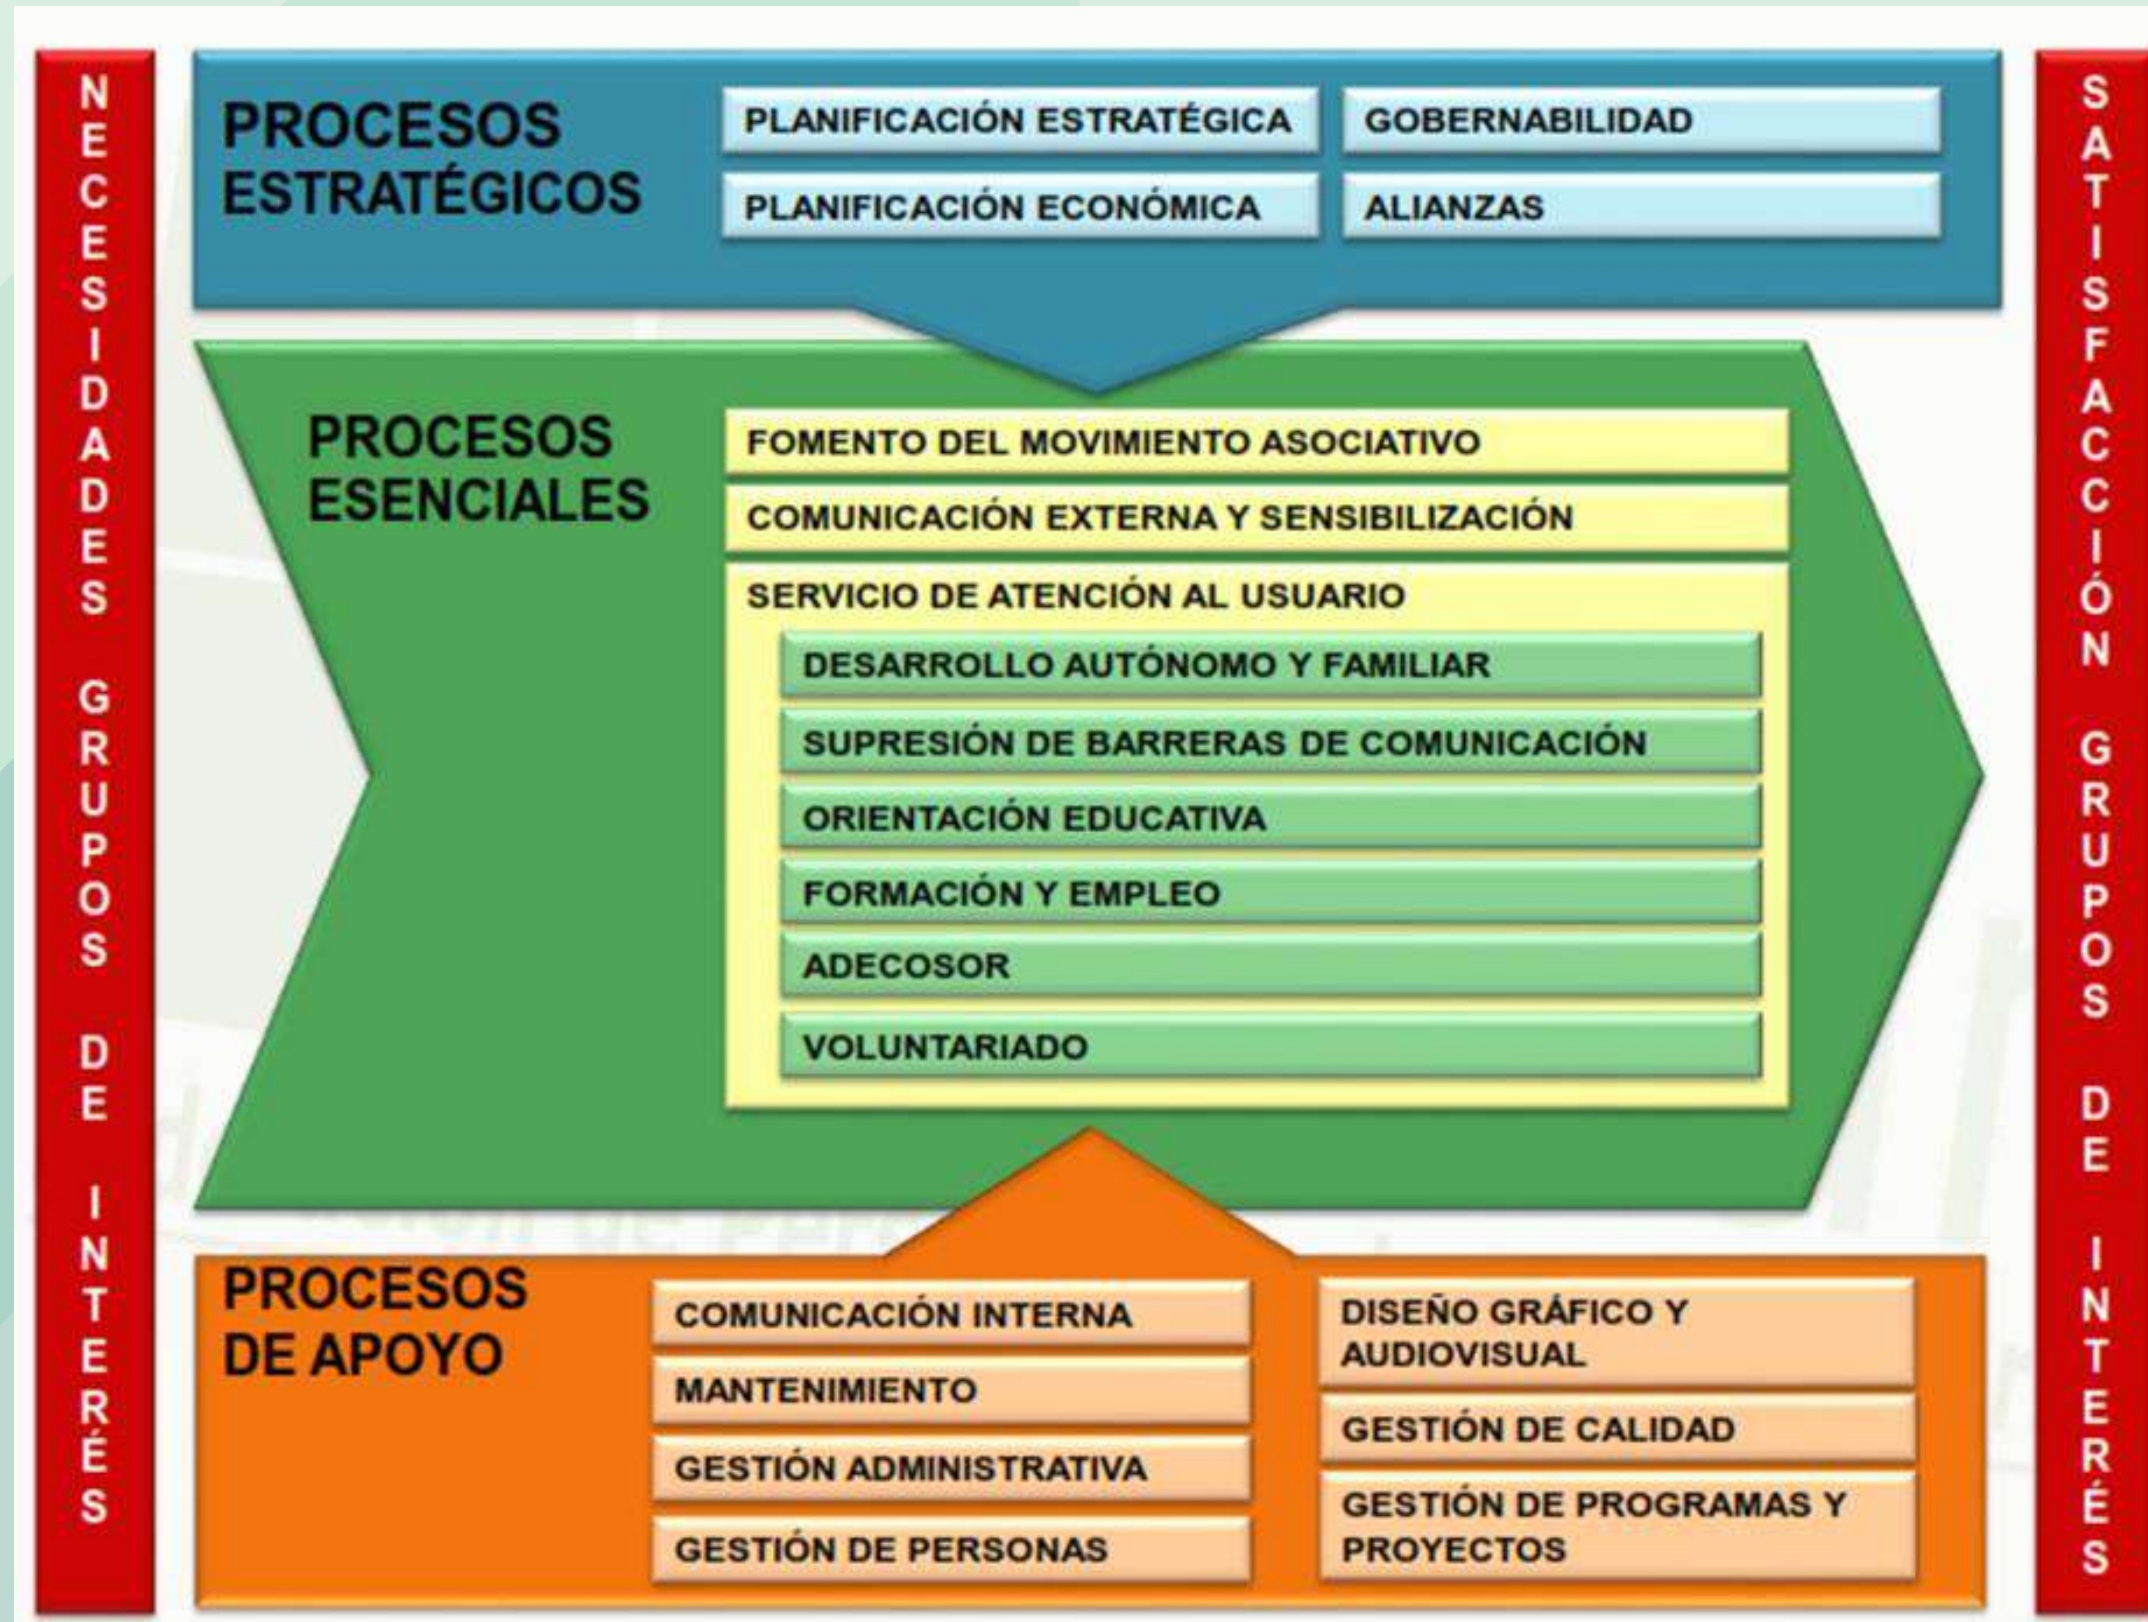 NECESIDADES GRUPOS DE INTERÉS
PROCESOS
ESTRATÉGICOS
PLANIFICACIÓN ESTRATÉGICA
GOBERNABILIDAD
PLANIFICACIÓN ECONÓMICA
ALIANZAS
PROCESOS
ESENCIALES
FOMENTO DEL MOVIMIENTO ASOCIATIVO
COMUNICACIÓN EXTERNA Y SENSIBILIZACIÓN
SERVICIO DE ATENCIÓN AL USUARIO
DESARROLLO AUTÓNOMO Y FAMILIAR
SUPRESIÓN DE BARRERAS DE COMUNICACIÓN
ORIENTACIÓN EDUCATIVA
FORMACIÓN Y EMPLEO
ADECOSOR
VOLUNTARIADO
PROCESOS
DE APOYO
COMUNICACIÓN INTERNA
MANTENIMIENTO
GESTIÓN ADMINISTRATIVA
GESTIÓN DE PERSONAS
DISEÑO GRÁFICO Y
AUDIOVISUAL
GESTIÓN DE CALIDAD
GESTIÓN DE PROGRAMAS Y
PROYECTOS
SATISFACCIÓN GRUPOS DE INTERÉS